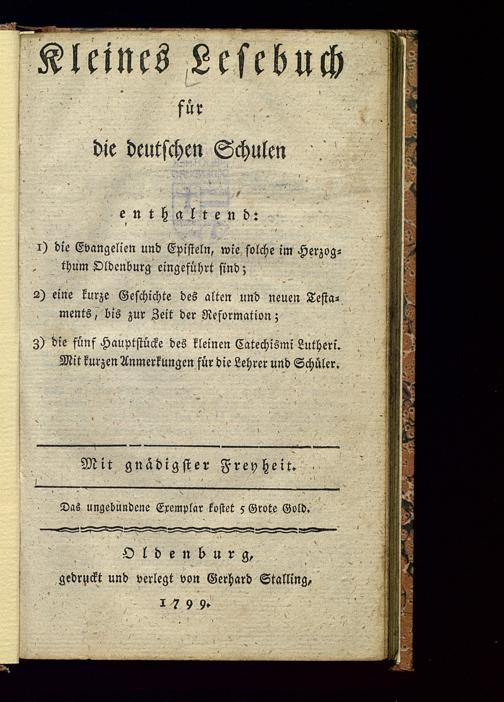 Kleines Lesebuch
für
die deutschen Schulen
enthaltend:
1) die Evangelien und Episteln, wie solche im Herzog-
thum Oldenburg eingeführt sind;
2) eine kurze Geschichte des alten und neuen Testa-
ments, bis zur Zeit der Reformation;
3) die fünf Hauptstücke des kleinen Catechismi Lutheri.
Mit kurzen Anmerkungen für die Lehrer und Schüler.
Mit gnädigster Freyheit.
Das ungebundene Exemplar kostet 5 Grote Gold.
Oldenburg,
gedruckt und verlegt von Gerhard Stalling,
1799.